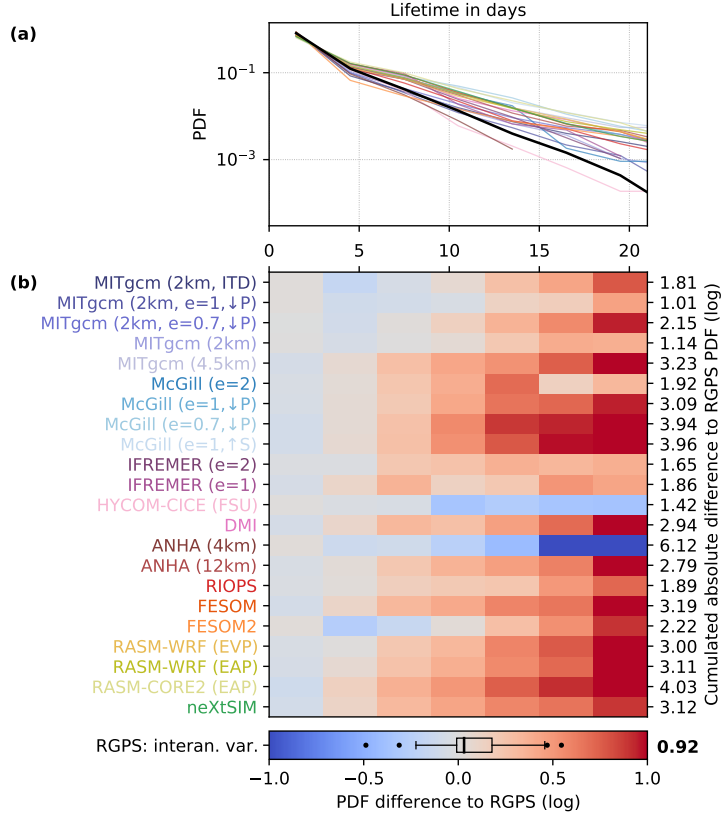 Lifetime in days
(a)
PDF
10⁻¹
10⁻³
0 5 10 15 20
(b)
MITgcm (2km, ITD) 1.81
MITgcm (2km, e=1,↓P) 1.01
MITgcm (2km, e=0.7,↓P) 2.15
MITgcm (2km) 1.14
MITgcm (4.5km) 3.23
McGill (e=2) 1.92
McGill (e=1,↓P) 3.09
McGill (e=0.7,↓P) 3.94
McGill (e=1,↑S) 3.96
IFREMER (e=2) 1.65
IFREMER (e=1) 1.86
HYCOM-CICE (FSU) 1.42
DMI 2.94
ANHA (4km) 6.12
ANHA (12km) 2.79
RIOPS 1.89
FESOM 3.19
FESOM2 2.22
RASM-WRF (EVP) 3.00
RASM-WRF (EAP) 3.11
RASM-CORE2 (EAP) 4.03
neXtSIM 3.12
Cumulated absolute difference to RGPS PDF (log)
RGPS: interan. var. 0.92
−1.0 −0.5 0.0 0.5 1.0
PDF difference to RGPS (log)